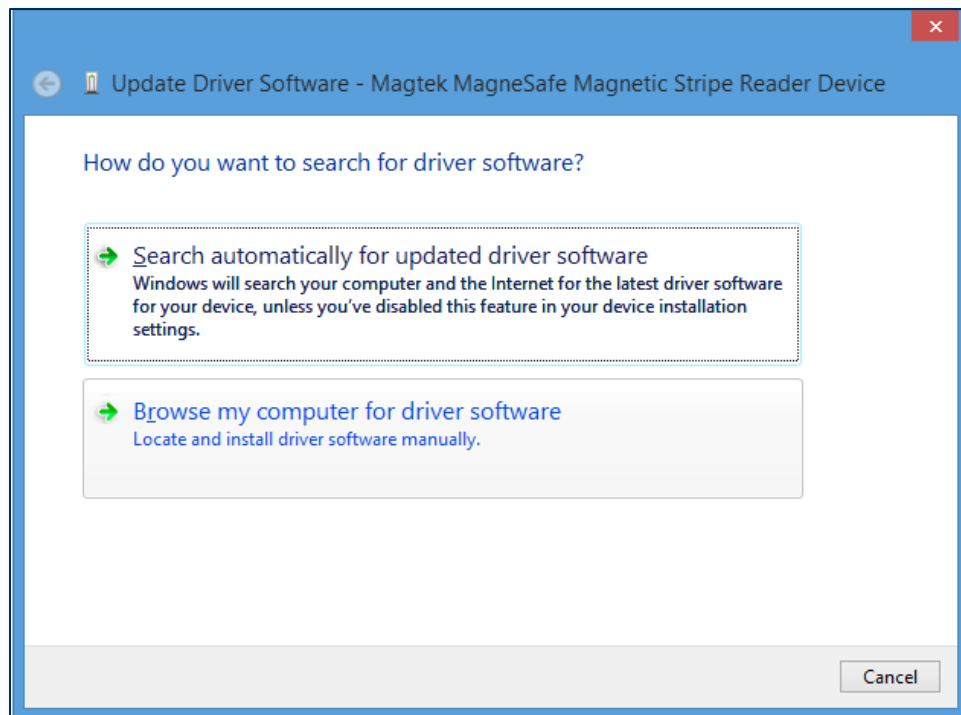 Update Driver Software - Magtek MagneSafe Magnetic Stripe Reader Device
How do you want to search for driver software?
Search automatically for updated driver software
Windows will search your computer and the Internet for the latest driver software
for your device, unless you've disabled this feature in your device installation
settings.
Browse my computer for driver software
Locate and install driver software manually.
Cancel